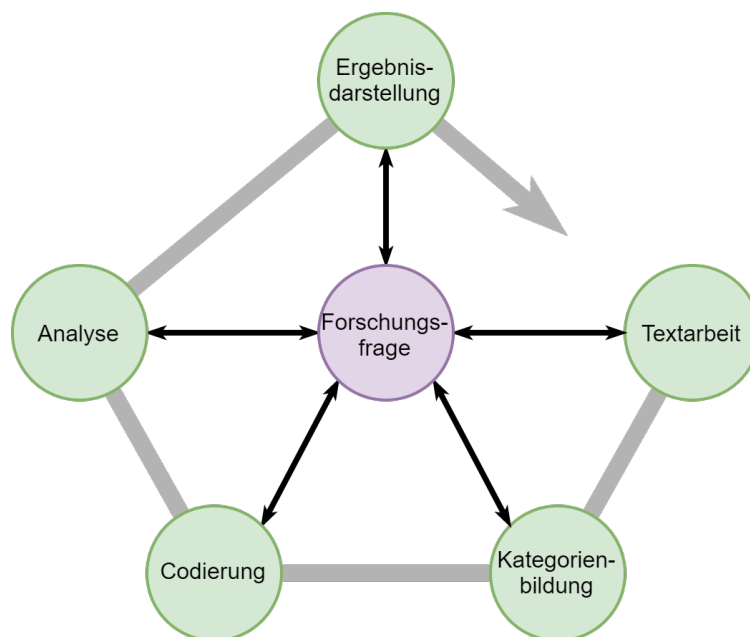 Ergebnis-
darstellung
Analyse
Forschungs-
frage
Textarbeit
Codierung
Kategorien-
bildung